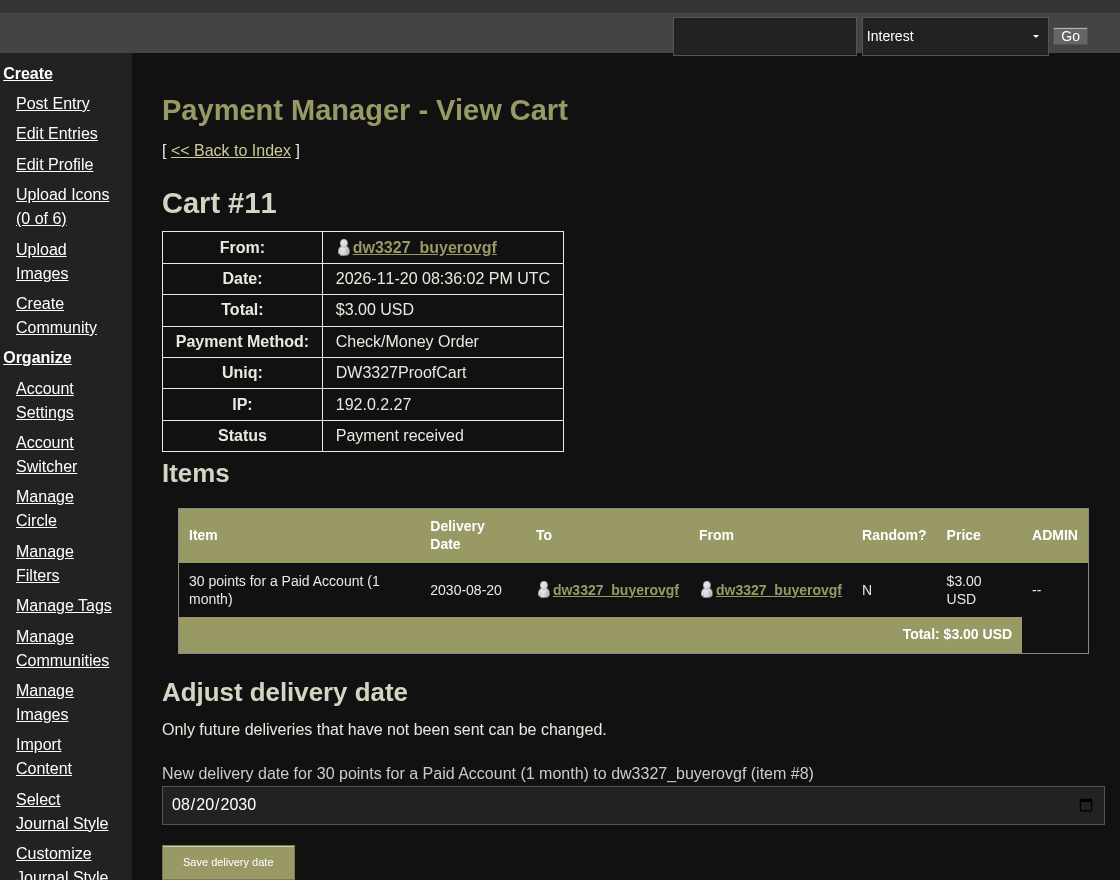 Interest
Go
Create
Post Entry
Edit Entries
Edit Profile
Upload Icons
(0 of 6)
Upload
Images
Create
Community
Organize
Account
Settings
Account
Switcher
Manage
Circle
Manage
Filters
Manage Tags
Manage
Communities
Manage
Images
Import
Content
Select
Journal Style
Customize
Journal Style
Payment Manager - View Cart
[ << Back to Index ]
Cart #11
From: dw3327_buyerovgf
Date: 2026-11-20 08:36:02 PM UTC
Total: $3.00 USD
Payment Method: Check/Money Order
Uniq: DW3327ProofCart
IP: 192.0.2.27
Status Payment received
Items
Item Delivery Date To From Random? Price ADMIN
30 points for a Paid Account (1 month) 2030-08-20 dw3327_buyerovgf dw3327_buyerovgf N $3.00 USD --
Total: $3.00 USD
Adjust delivery date
Only future deliveries that have not been sent can be changed.
New delivery date for 30 points for a Paid Account (1 month) to dw3327_buyerovgf (item #8)
08/20/2030
Save delivery date